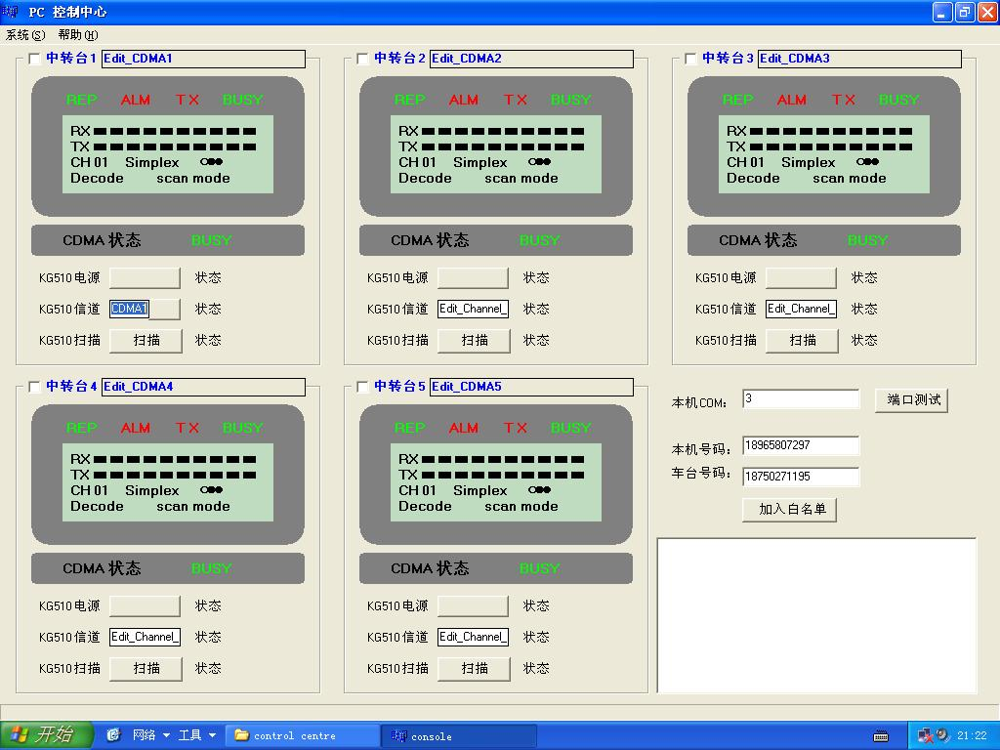 PC 控制中心
系统(S) 帮助(H)
中转台1 Edit_CDMA1
REP ALM TX BUSY
RX
TX
CH 01 Simplex
Decode scan mode
CDMA 状态 BUSY
KG510电源 状态
KG510信道 CDMA1 状态
KG510扫描 扫描 状态
中转台2 Edit_CDMA2
REP ALM TX BUSY
RX
TX
CH 01 Simplex
Decode scan mode
CDMA 状态 BUSY
KG510电源 状态
KG510信道 Edit_Channel_ 状态
KG510扫描 扫描 状态
中转台3 Edit_CDMA3
REP ALM TX BUSY
RX
TX
CH 01 Simplex
Decode scan mode
CDMA 状态 BUSY
KG510电源 状态
KG510信道 Edit_Channel_ 状态
KG510扫描 扫描 状态
中转台4 Edit_CDMA4
REP ALM TX BUSY
RX
TX
CH 01 Simplex
Decode scan mode
CDMA 状态 BUSY
KG510电源 状态
KG510信道 Edit_Channel_ 状态
KG510扫描 扫描 状态
中转台5 Edit_CDMA5
REP ALM TX BUSY
RX
TX
CH 01 Simplex
Decode scan mode
CDMA 状态 BUSY
KG510电源 状态
KG510信道 Edit_Channel_ 状态
KG510扫描 扫描 状态
本机COM: 3 端口测试
本机号码: 18965807297
车台号码: 18750271195
加入白名单
开始 网络 工具 control centre console 21:22